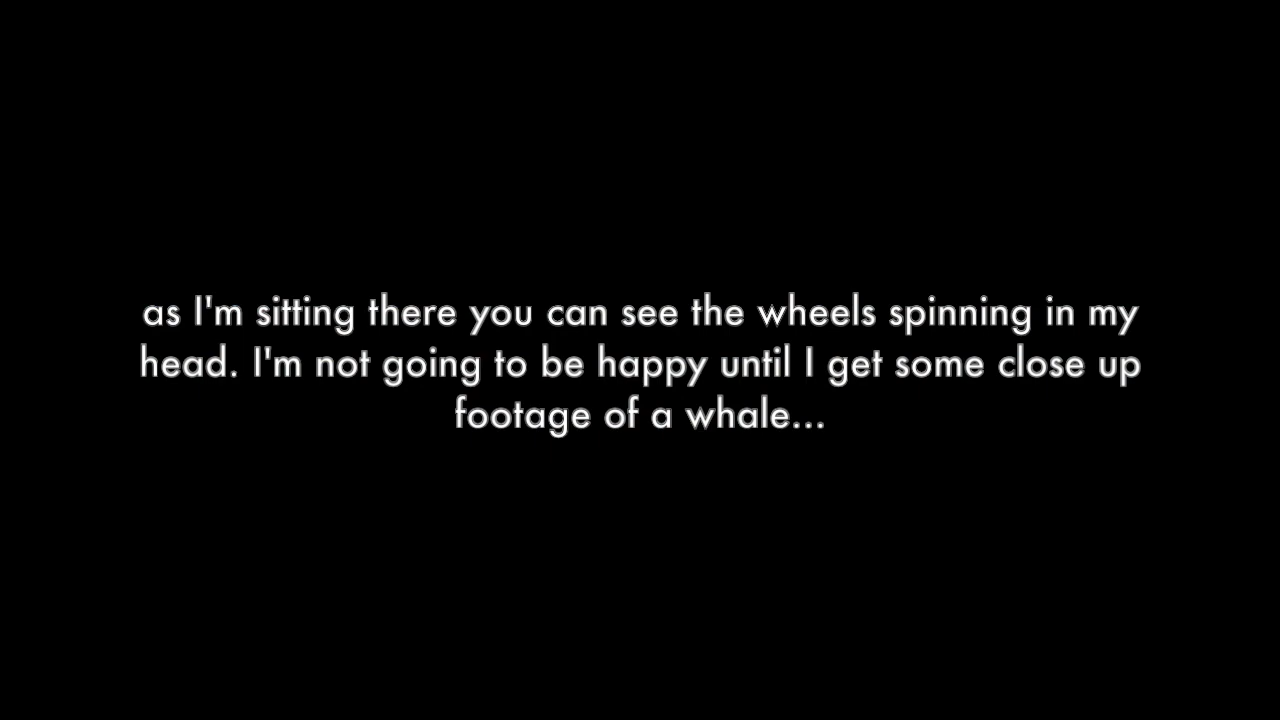 as I'm sitting there you can see the wheels spinning in my
head. I'm not going to be happy until I get some close up
footage of a whale...